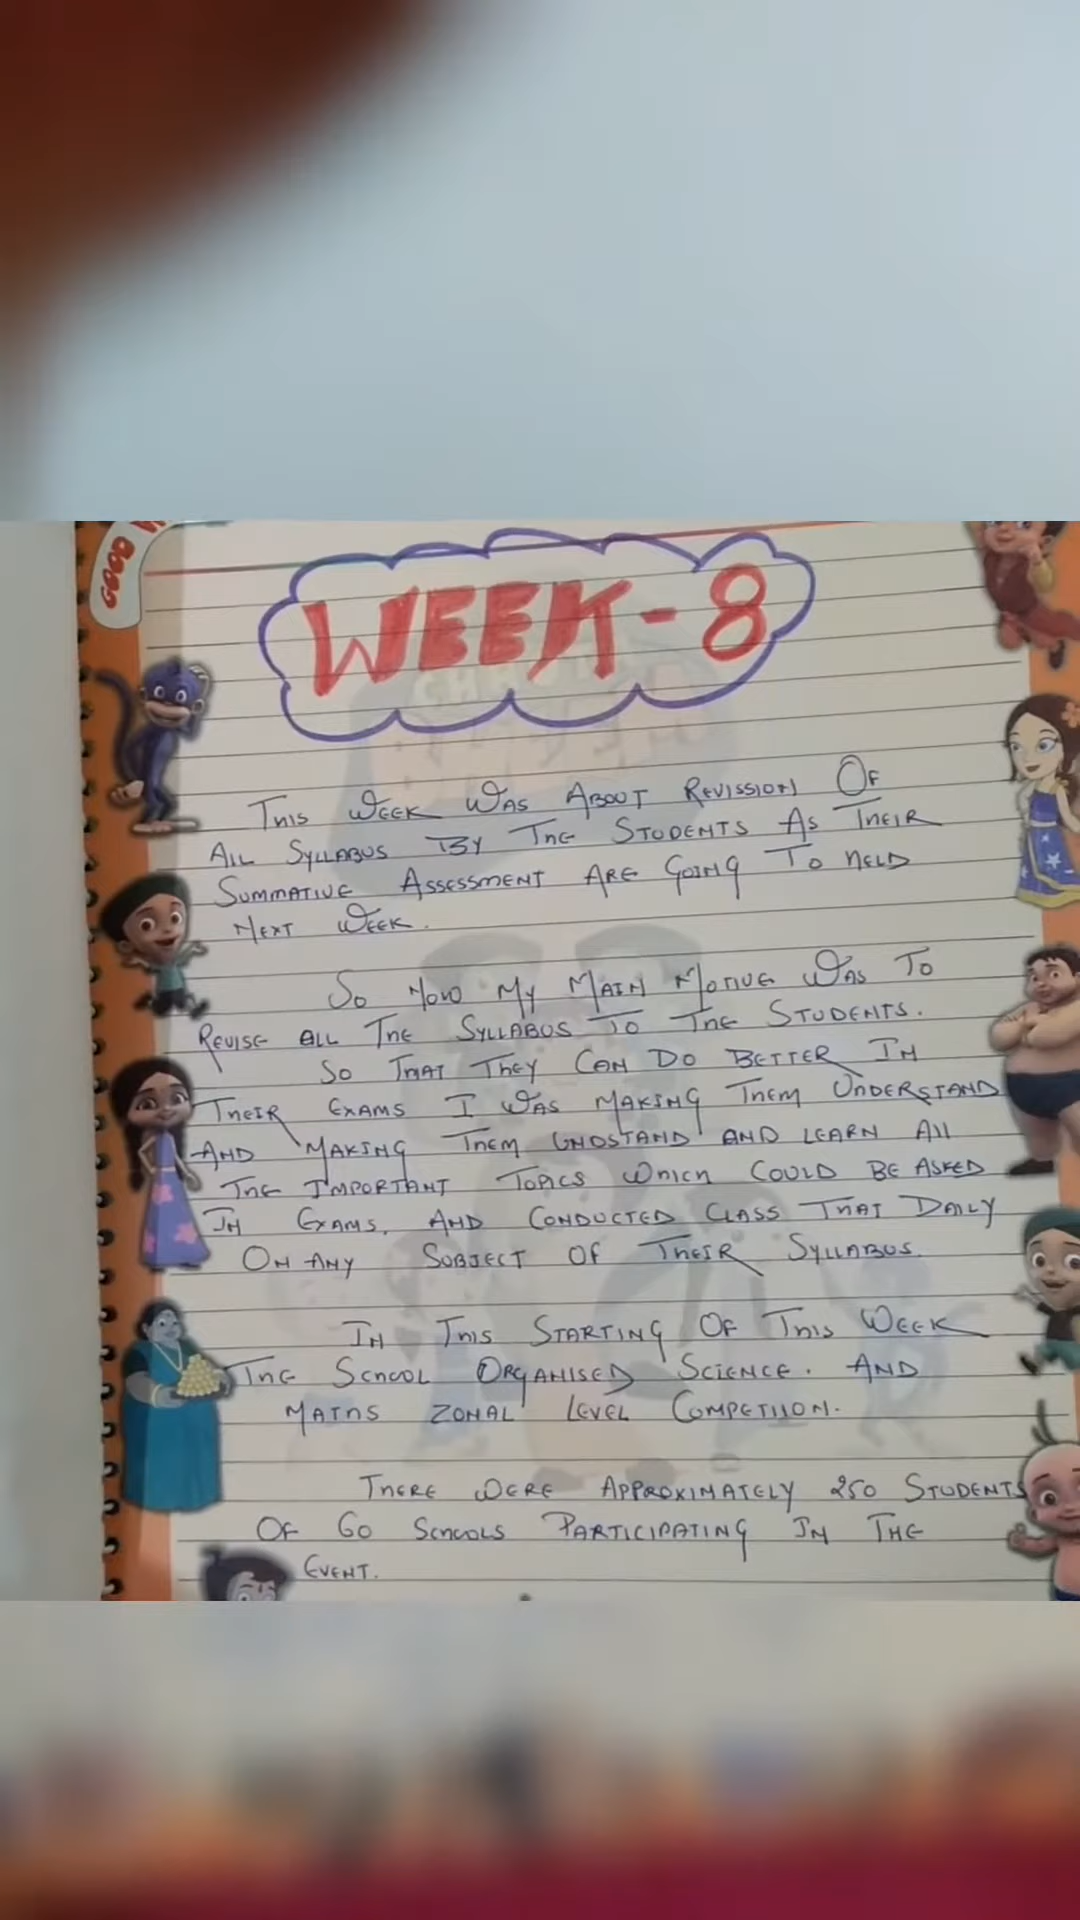 GOOD
WEEK-8
THIS WEEK WAS ABOUT REVISSION OF
ALL SYLLABUS BY THE STUDENTS AS THEIR
SUMMATIVE ASSESSMENT ARE GOING TO HELD
NEXT WEEK.
SO NOW MY MAIN MOTIVE WAS TO
REVISE ALL THE SYLLABUS TO THE STUDENTS.
SO THAT THEY CAN DO BETTER IN
THEIR EXAMS I WAS MAKING THEM UNDERSTAND
AND MAKING THEM UNDSTAND AND LEARN All
THE IMPORTANT TOPICS WHICH COULD BE ASKED
IN EXAMS. AND CONDUCTED CLASS THAT DAILY
ON ANY SUBJECT OF THEIR SYLLABUS.
IN THIS STARTING OF THIS WEEK
THE SCHOOL ORGANISED SCIENCE. AND
MATHS ZONAL LEVEL COMPETIION.
THERE WERE APPROXIMATELY 250 STUDENTS
OF 60 SCHOOLS PARTICIPATING IN THE
EVENT.